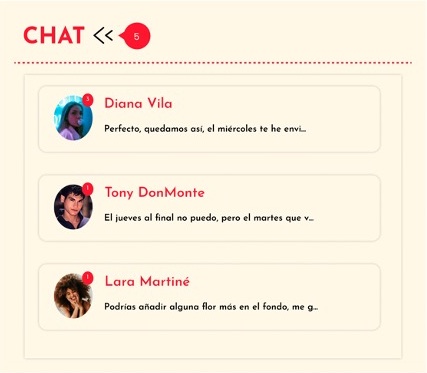 CHAT
5
3
Diana Vila
Perfecto, quedamos así, el miércoles te he envi...
1
Tony DonMonte
El jueves al final no puedo, pero el martes que v...
1
Lara Martiné
Podrías añadir alguna flor más en el fondo, me g...